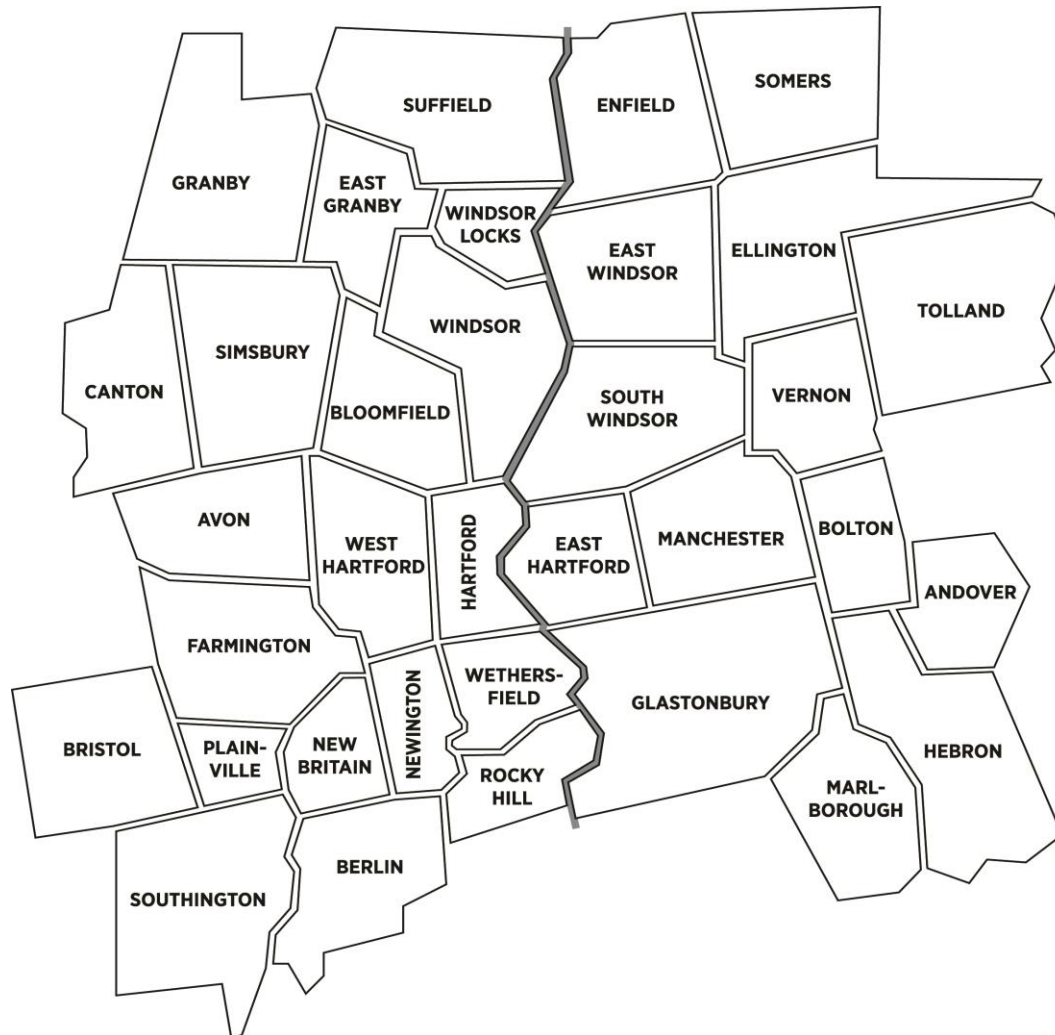 SUFFIELD
ENFIELD
SOMERS
GRANBY
EAST
GRANBY
WINDSOR
LOCKS
EAST
WINDSOR
ELLINGTON
TOLLAND
WINDSOR
SIMSBURY
CANTON
BLOOMFIELD
SOUTH
WINDSOR
VERNON
AVON
WEST
HARTFORD
HARTFORD
EAST
HARTFORD
MANCHESTER
BOLTON
ANDOVER
FARMINGTON
WETHERS-
FIELD
GLASTONBURY
BRISTOL
PLAIN-
VILLE
NEW
BRITAIN
NEWINGTON
ROCKY
HILL
HEBRON
MARL-
BOROUGH
BERLIN
SOUTHINGTON